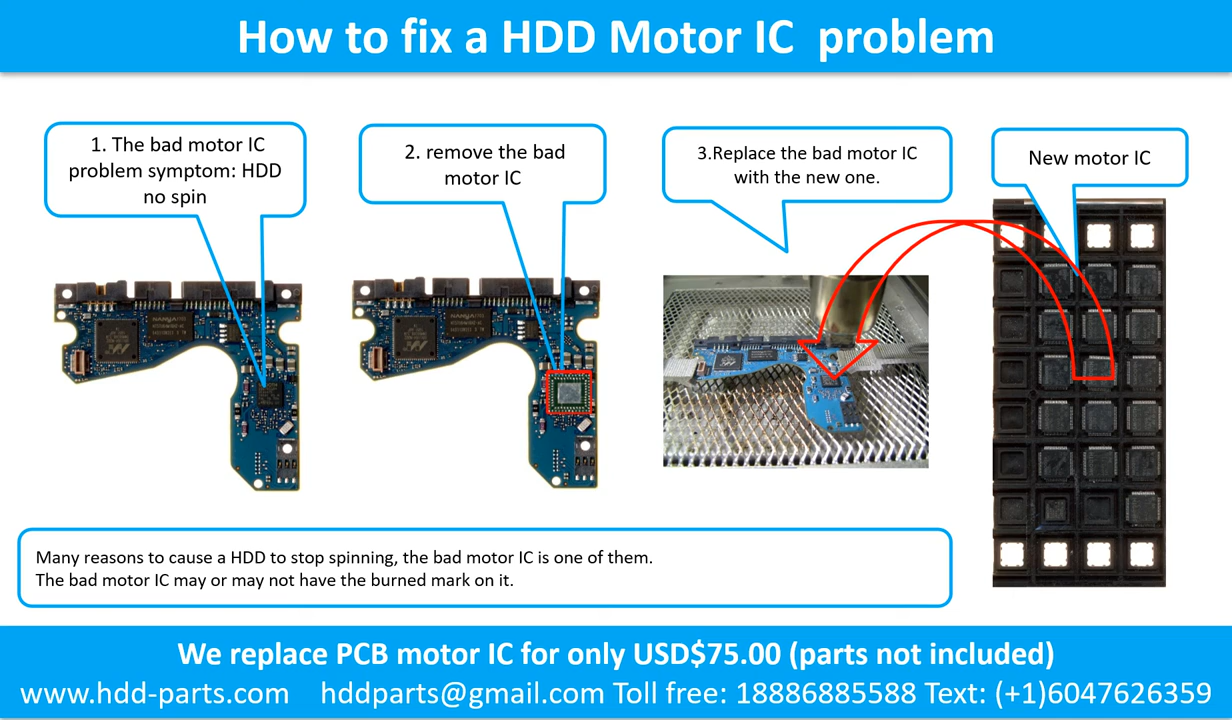 How to fix a HDD Motor IC  problem
1. The bad motor IC
problem symptom: HDD
no spin
2. remove the bad
motor IC
3.Replace the bad motor IC
with the new one.
New motor IC
Many reasons to cause a HDD to stop spinning, the bad motor IC is one of them.
The bad motor IC may or may not have the burned mark on it.
We replace PCB motor IC for only USD$75.00 (parts not included)
www.hdd-parts.com    hddparts@gmail.com Toll free: 18886885588 Text: (+1)6047626359